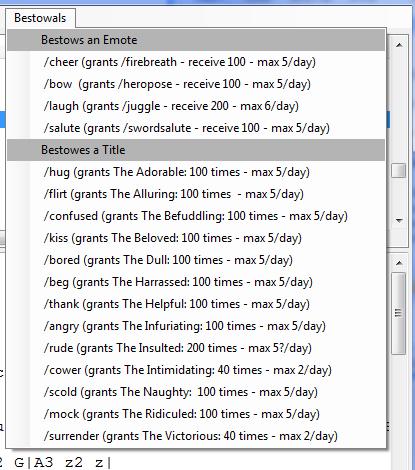 Bestowals
Bestows an Emote
/cheer (grants /firebreath - receive 100 - max 5/day)
/bow (grants /heropose - receive 100 - max 5/day)
/laugh (grants /juggle - receive 200 - max 6/day)
/salute (grants /swordsalute - receive 100 - max 5/day)
Bestowes a Title
/hug (grants The Adorable: 100 times - max 5/day)
/flirt (grants The Alluring: 100 times - max 5/day)
/confused (grants The Befuddling: 100 times - max 5/day)
/kiss (grants The Beloved: 100 times - max 5/day)
/bored (grants The Dull: 100 times - max 5/day)
/beg (grants The Harrassed: 100 times - max 5/day)
/thank (grants The Helpful: 100 times - max 5/day)
/angry (grants The Infuriating: 100 times - max 5/day)
/rude (grants The Insulted: 200 times - max 5?/day)
/cower (grants The Intimidating: 40 times - max 2/day)
/scold (grants The Naughty: 100 times - max 5/day)
/mock (grants The Ridiculed: 100 times - max 5/day)
/surrender (grants The Victorious: 40 times - max 2/day)
G|A3 z2 z|